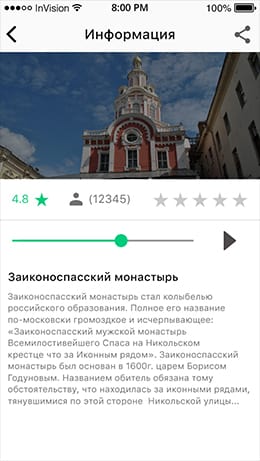 InVision 8:00 PM 100%
Информация
4.8 (12345)
Заиконоспасский монастырь
Заиконоспасский монастырь стал колыбелью
российского образования. Полное его название
по-московски громоздкое и исчерпывающее:
«Заиконоспасский мужской монастырь
Всемилостивейшего Спаса на Никольском
крестце что за Иконным рядом». Заиконоспасский
монастырь был основан в 1600г. царем Борисом
Годуновым. Названием обитель обязана тому
обстоятельству, что находилась за иконными рядами,
тянувшимися по этой стороне Никольской улицы...